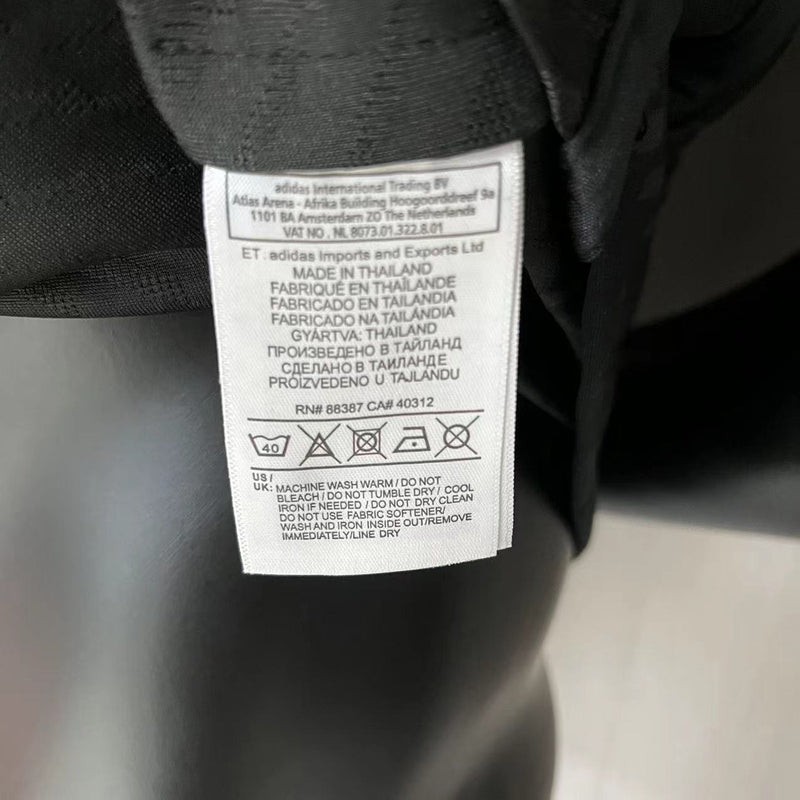 adidas International Trading BV
Atlas Arena - Afrika Building Hoogoorddreef 9a
1101 BA Amsterdam ZO The Netherlands
VAT NO . NL 8073.01.322.B.01
ET . adidas Imports and Exports Ltd
MADE IN THAILAND
FABRIQUÉ EN THAÏLANDE
FABRICADO EN TAILANDIA
FABRICADO NA TAILÂNDIA
GYÁRTVA: THAILAND
ПРОИЗВЕДЕНО В ТАЙЛАНД
СДЕЛАНО В ТАИЛАНДЕ
PROIZVEDENO U TAJLANDU
RN# 88387 CA# 40312
40
US /
UK: MACHINE WASH WARM / DO NOT
BLEACH / DO NOT TUMBLE DRY / COOL
IRON IF NEEDED / DO NOT DRY CLEAN
DO NOT USE FABRIC SOFTENER/
WASH AND IRON INSIDE OUT/REMOVE
IMMEDIATELY/LINE DRY